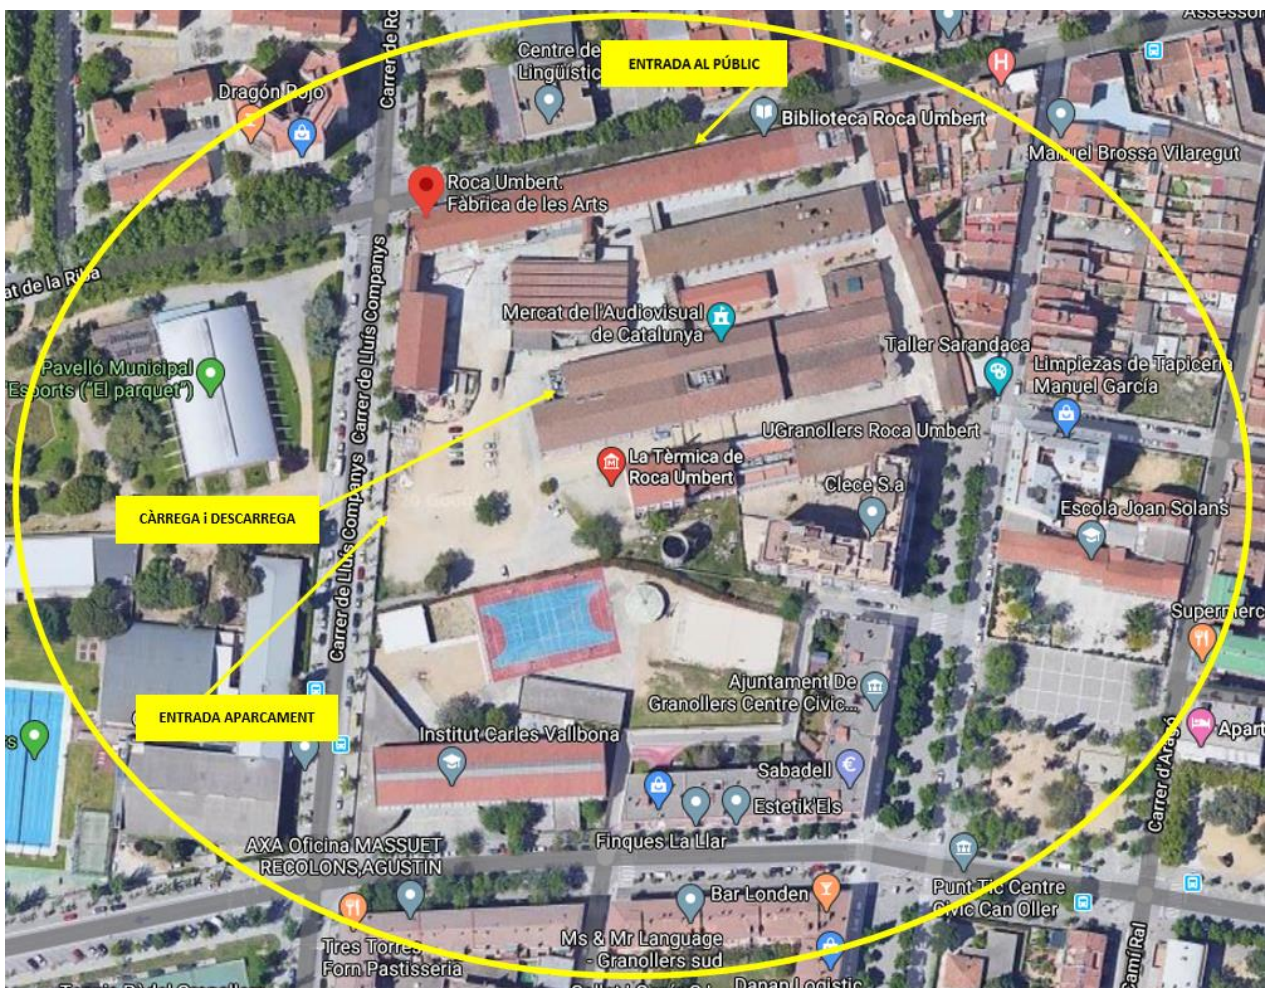 Assessor
Carrer de Ro
Centre de
Lingüístic
ENTRADA AL PÚBLIC
Dragón Rojo
Biblioteca Roca Umbert
Manuel Brossa Vilaregut
Roca Umbert.
Fàbrica de les Arts
at de la Riba
Carrer de Lluís Companys
Carrer de Lluís Companys
Mercat de l'Audiovisual
de Catalunya
Taller Sarandaca
Pavelló Municipal
Esports ("El parquet")
Limpiezas de Tapicería
Manuel García
UGranollers Roca Umbert
La Tèrmica de
Roca Umbert
Clece S.a
CÀRREGA i DESCARREGA
Escola Joan Solans
Carrer de Lluís Companys
Supermerc
ENTRADA APARCAMENT
Ajuntament De
Granollers Centre Cívic...
Institut Carles Vallbona
Apart
Carrer d'Aragó
Sabadell
Estetik'Els
Finques La Llar
AXA Oficina MASSUET
RECOLONS,AGUSTIN
Bar Londen
Punt Tic Centre
Cívic Can Oller
Tres Torres
Forn Pastisseria
Ms & Mr Language
- Granollers sud
Camí Ral
Danan Logistic